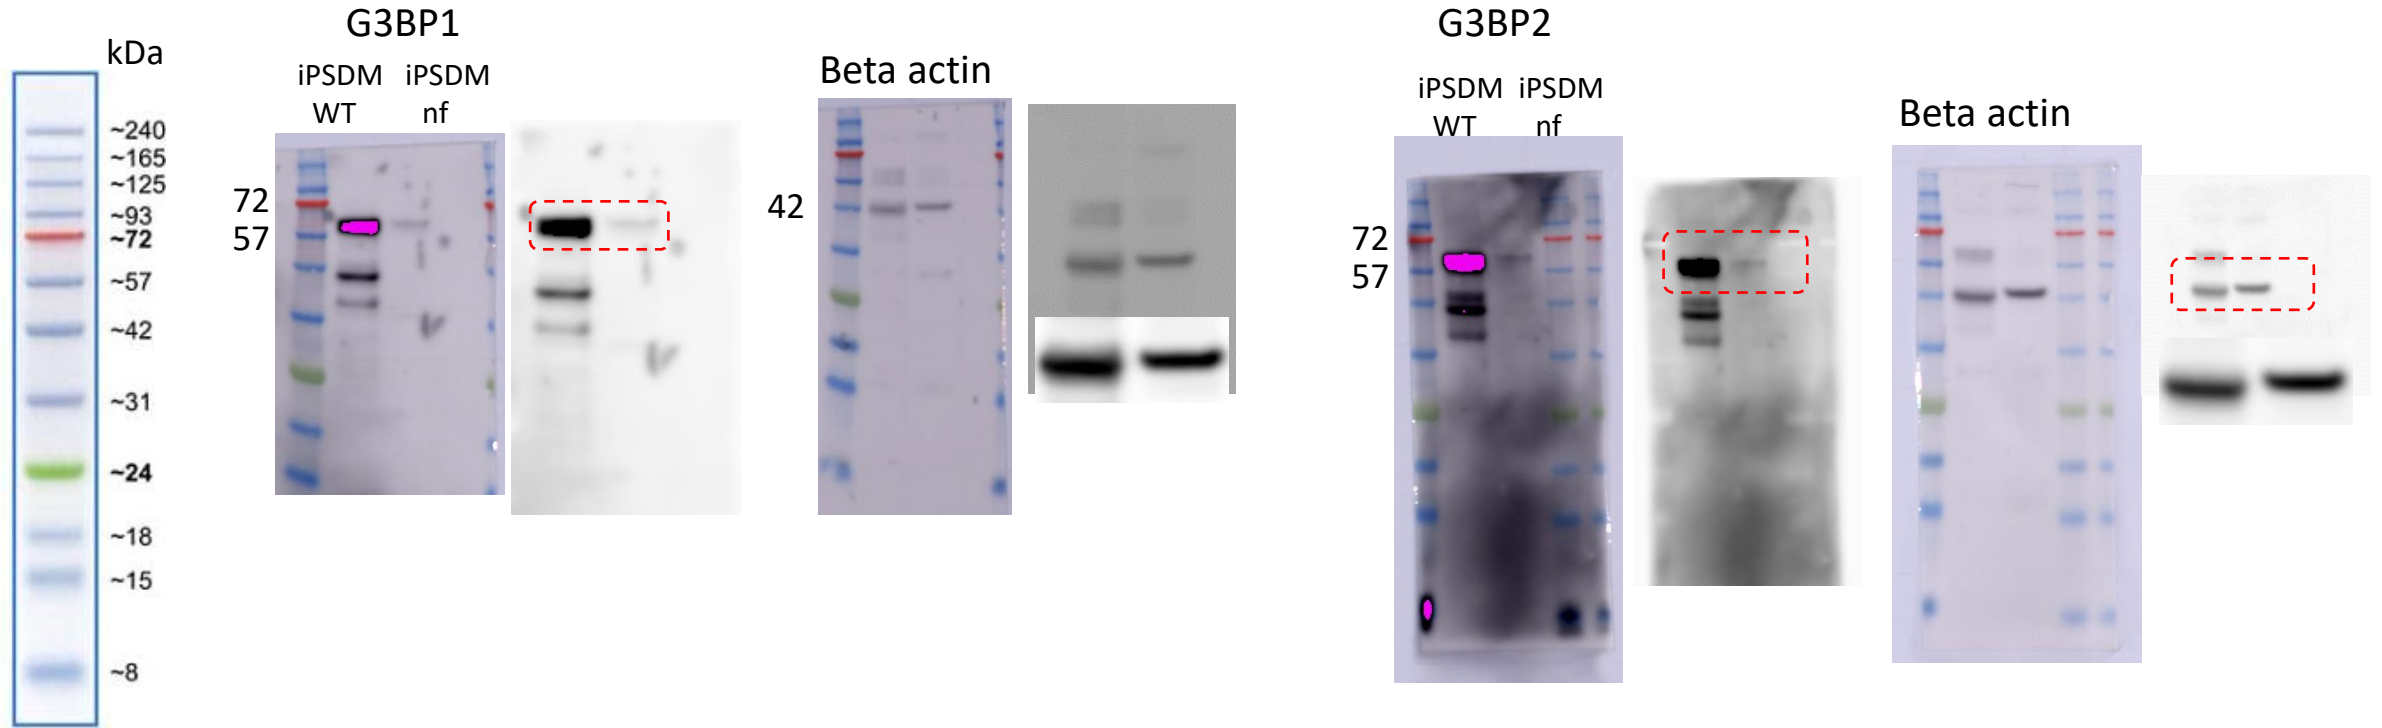 kDa
~240
~165
~125
~93
~72
~57
~42
~31
~24
~18
~15
~8
G3BP1
iPSDM iPSDM
WT nf
72
57
Beta actin
42
G3BP2
iPSDM iPSDM
WT nf
72
57
Beta actin